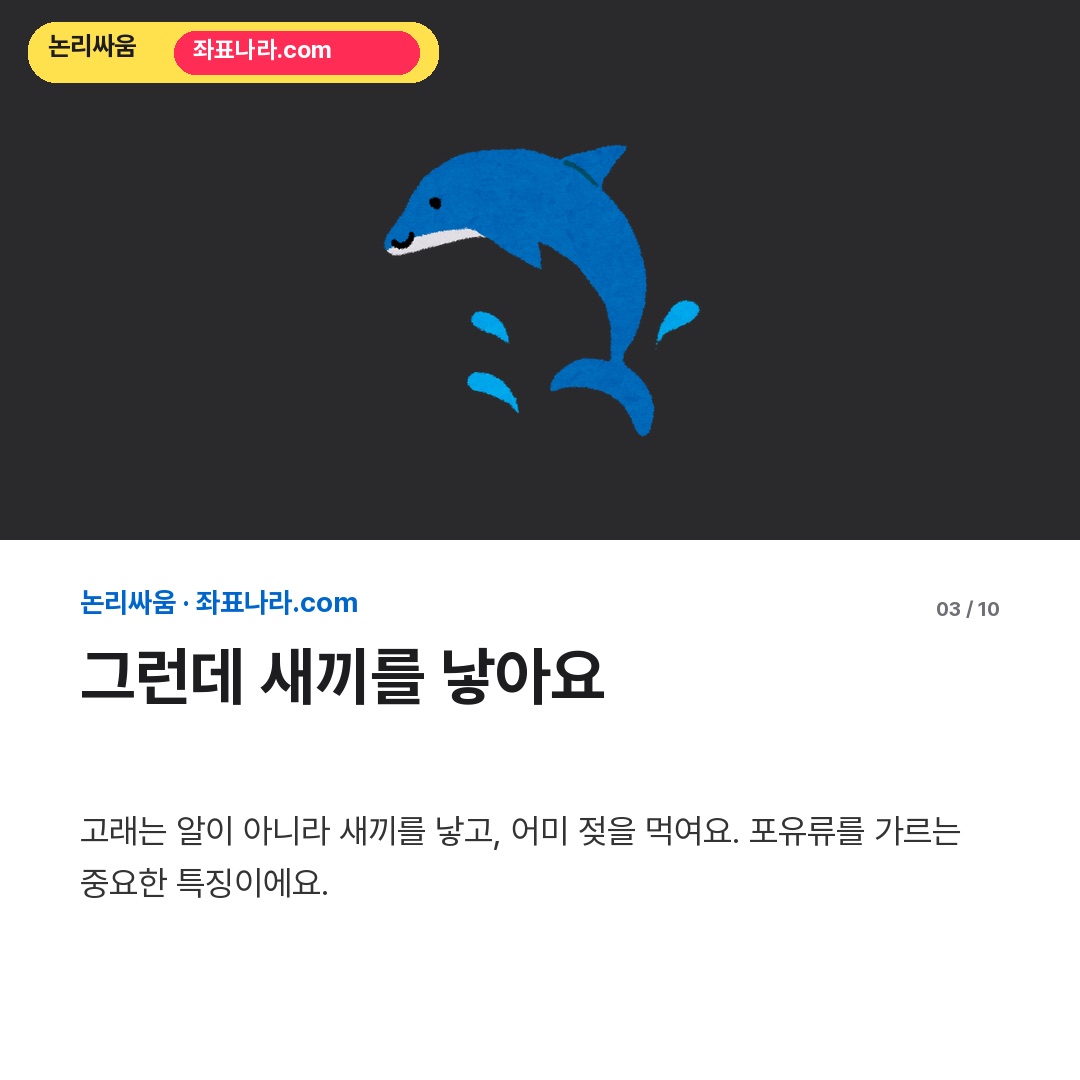 논리싸움 좌표나라.com
논리싸움 · 좌표나라.com
03 / 10
그런데 새끼를 낳아요
고래는 알이 아니라 새끼를 낳고, 어미 젖을 먹여요. 포유류를 가르는
중요한 특징이에요.